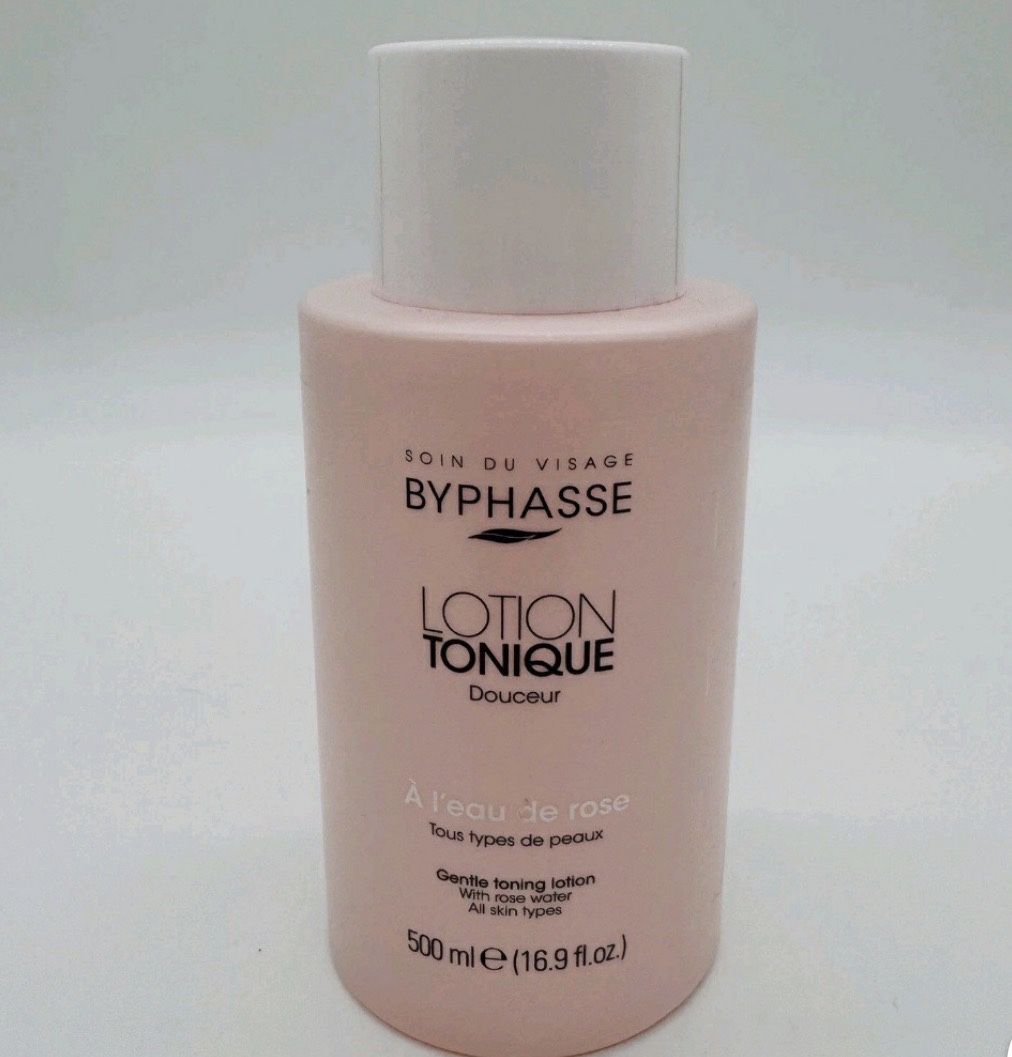 SOIN DU VISAGE
BYPHASSE
LOTION
TONIQUE
Douceur
À l'eau de rose
Tous types de peaux
Gentle toning lotion
With rose water
All skin types
500 ml ℮ (16.9 fl.oz.)